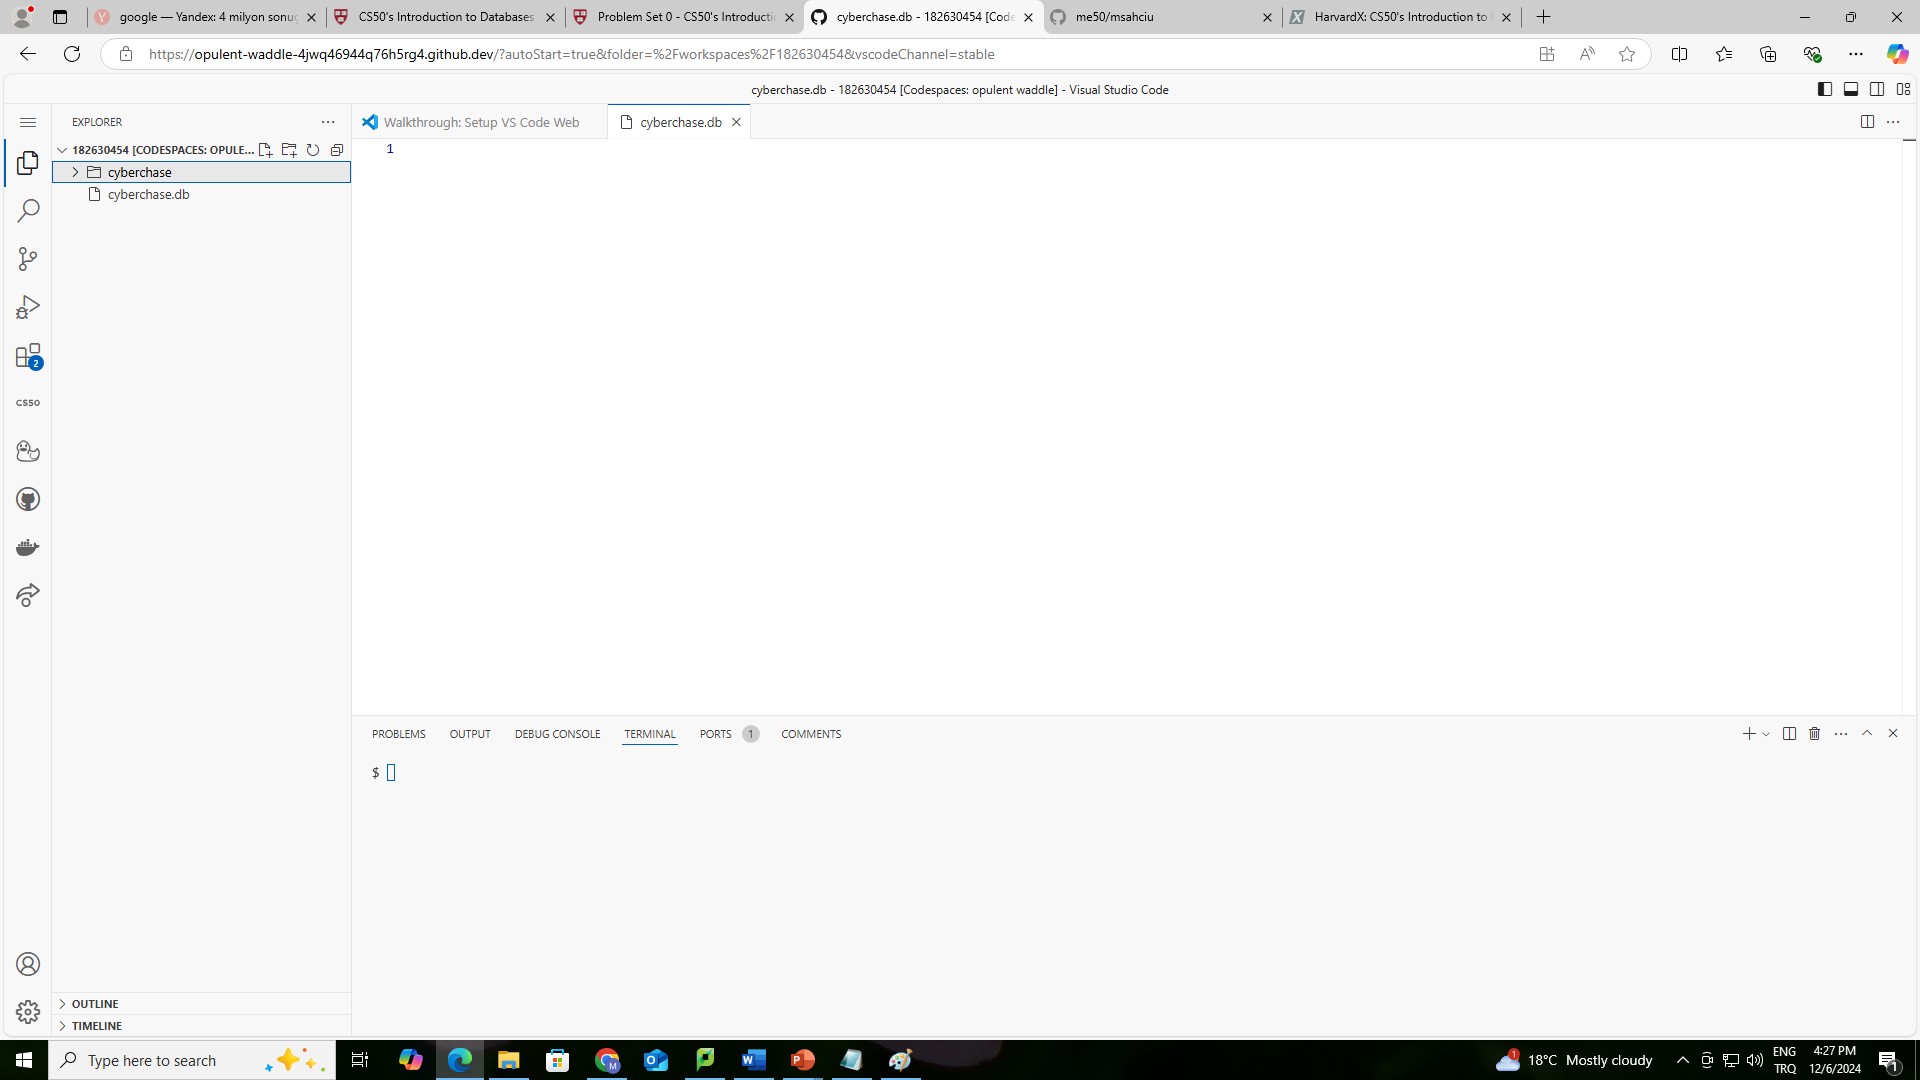 google — Yandex: 4 milyon sonuç
CS50's Introduction to Databases
Problem Set 0 - CS50's Introductio
cyberchase.db - 182630454 [Code
me50/msahciu
HarvardX: CS50's Introduction to
https://opulent-waddle-4jwq46944q76h5rg4.github.dev/?autoStart=true&folder=%2Fworkspaces%2F182630454&vscodeChannel=stable
cyberchase.db - 182630454 [Codespaces: opulent waddle] - Visual Studio Code
EXPLORER
Walkthrough: Setup VS Code Web
cyberchase.db
182630454 [CODESPACES: OPULE...
1
cyberchase
cyberchase.db
2
CS50
PROBLEMS
OUTPUT
DEBUG CONSOLE
TERMINAL
PORTS
1
COMMENTS
$
OUTLINE
TIMELINE
Type here to search
1
18°C Mostly cloudy
ENG
TRQ
4:27 PM
12/6/2024
1